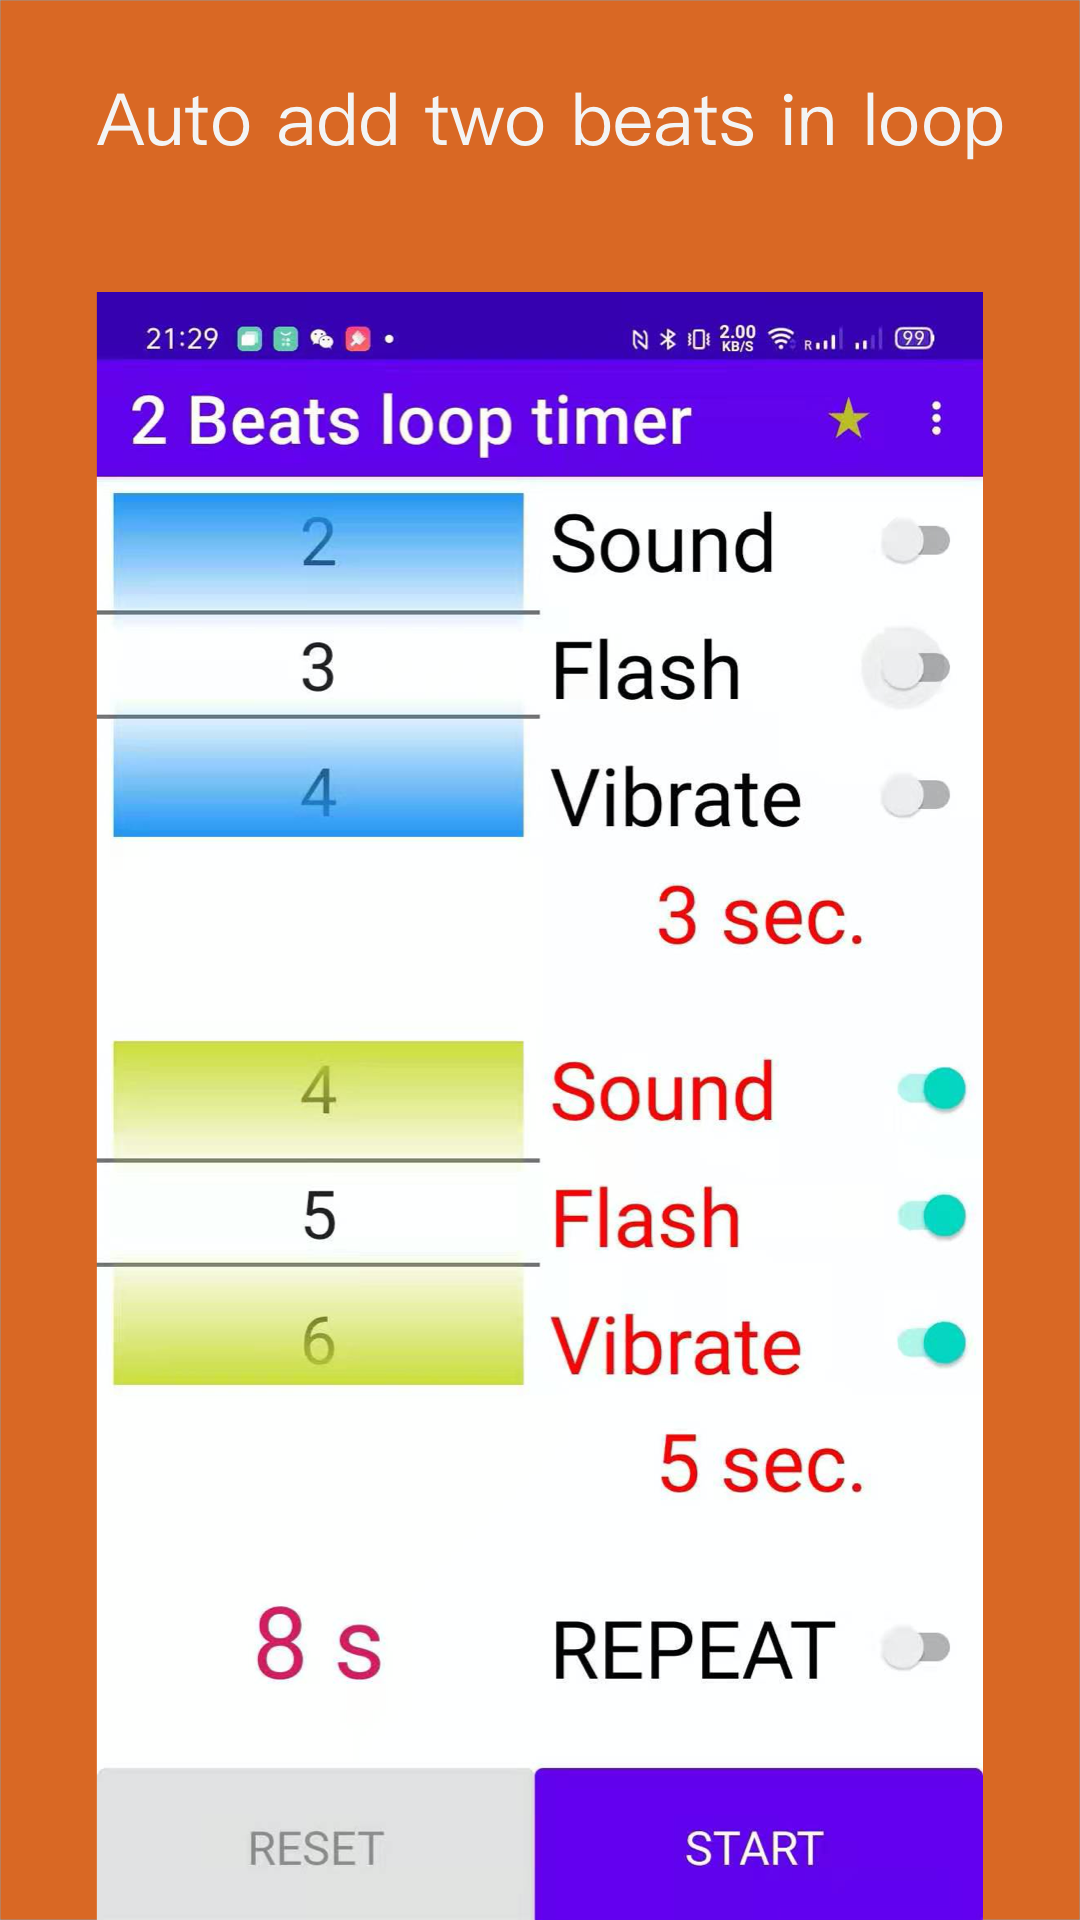 Auto add two beats in loop
21:29 2.00 KB/S R 99
2 Beats loop timer
2 Sound
3 Flash
4 Vibrate
3 sec.
4 Sound
5 Flash
6 Vibrate
5 sec.
8 s REPEAT
RESET START